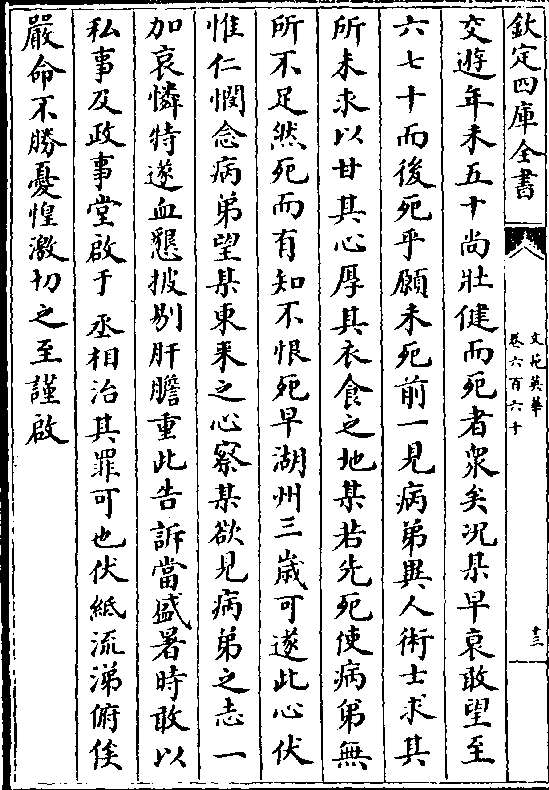 欽定四庫全書
文苑英華
卷六百六十
十三
交遊年未五十尚壯健而死者衆矣况某早衰敢望至
六七十而後死乎願未死前一見病弟與人術士求其
所未求以甘其心厚其衣食之地某若先死使病弟無
所不足然死而有知不恨死早湖州三歲可遂此心伏
惟仁憫念病弟望某東來之心察某欲見病弟之志一
加哀憐特遂血懇披剔肝膽重此告訴當盛暑時敢以
私事及政事堂啟于丞相治其罪可也伏紙流涕俯俟
嚴命不勝憂惶激切之至謹啟